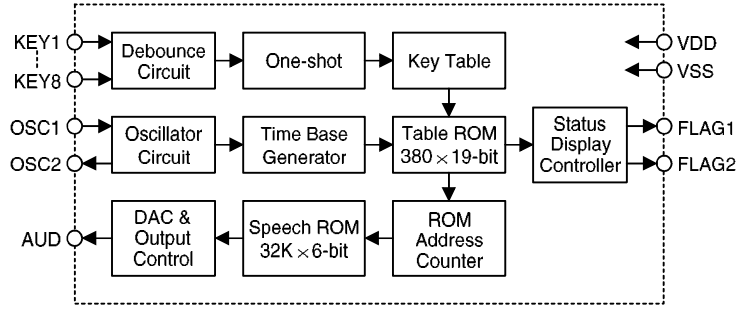 KEY1
KEY8
Debounce
Circuit
One-shot
Key Table
VDD
VSS
OSC1
OSC2
Oscillator
Circuit
Time Base
Generator
Table ROM
380 × 19-bit
Status
Display
Controller
FLAG1
FLAG2
AUD
DAC &
Output
Control
Speech ROM
32K × 6-bit
ROM
Address
Counter